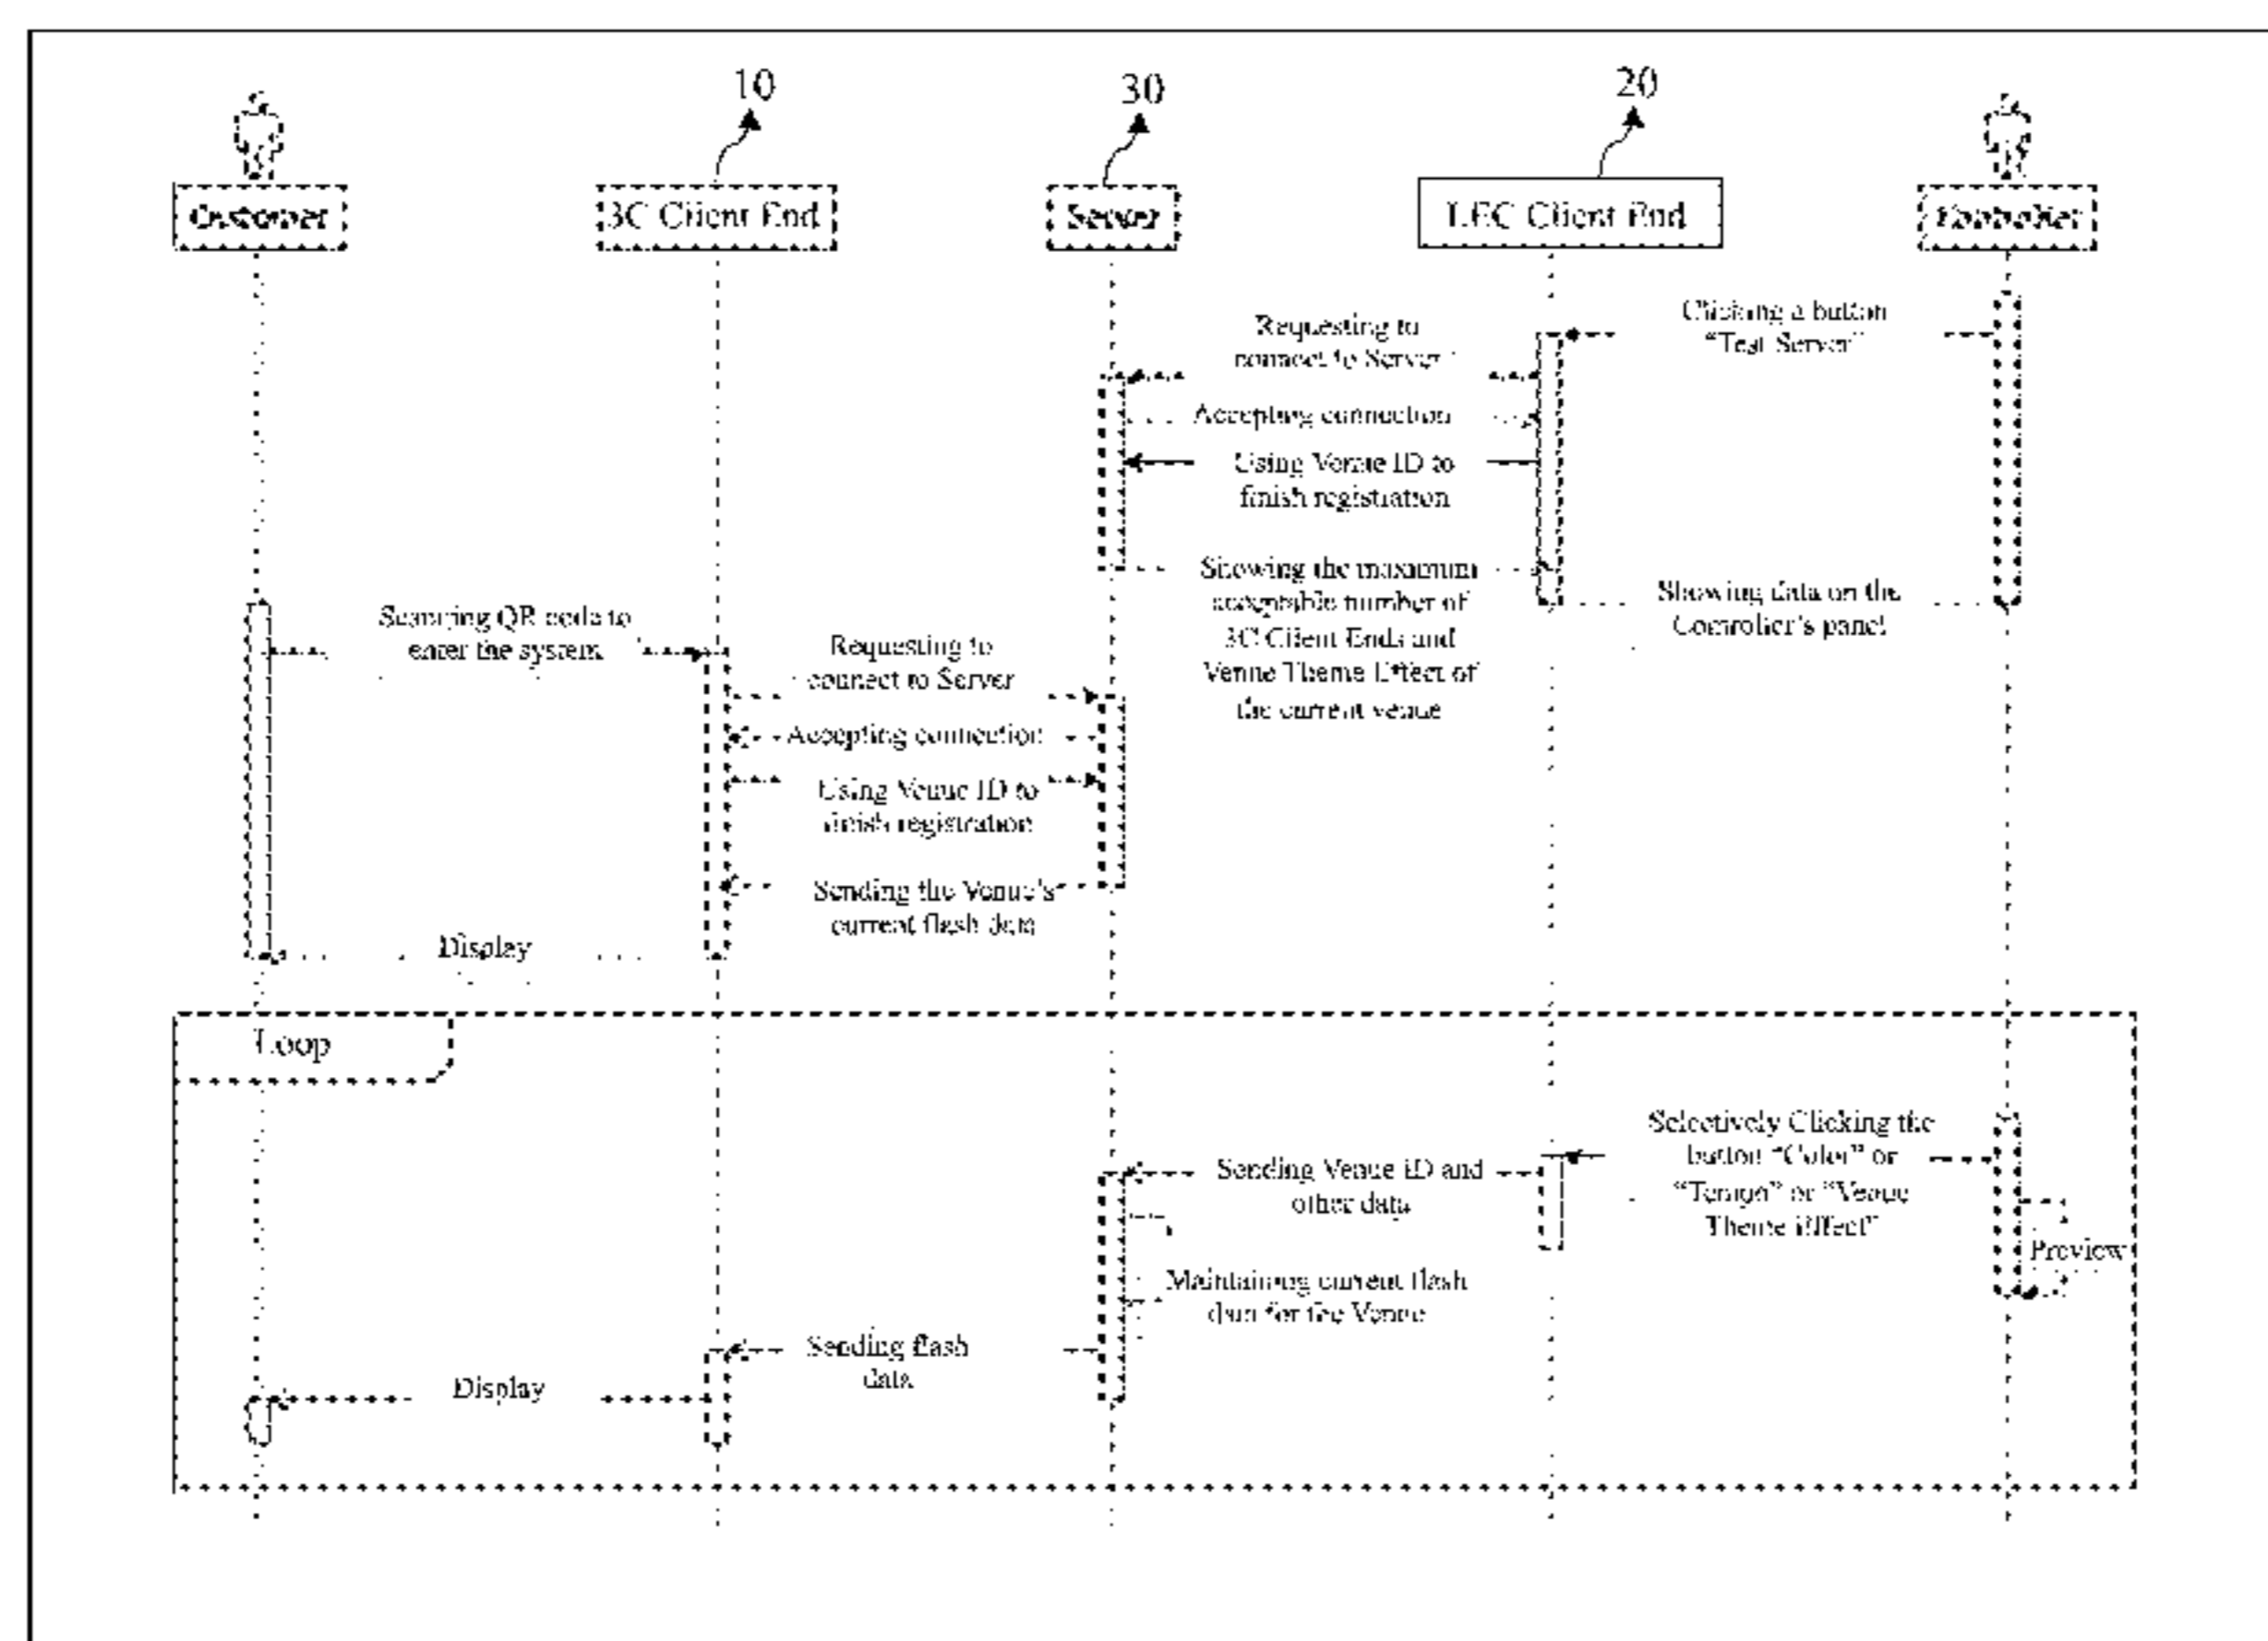 10
30
20
Customer
3C Client End
Server
LEC Client End
Controller
Clicking a button
"Test Server"
Requesting to
connect to Server
Accepting connection
Using Venue ID to
finish registration
Showing the maximum
acceptable number of
3C Client Ends and
Venue Theme Effect of
the current venue
Showing data on the
Controller's panel
Scanning QR code to
enter the system
Requesting to
connect to Server
Accepting connection
Using Venue ID to
finish registration
Sending the Venue's
current flash data
Display
Loop
Selectively Clicking the
button "Color" or
"Tempo" or "Venue
Theme Effect"
Preview
Sending Venue ID and
other data
Maintaining current flash
data for the Venue
Sending flash
data
Display